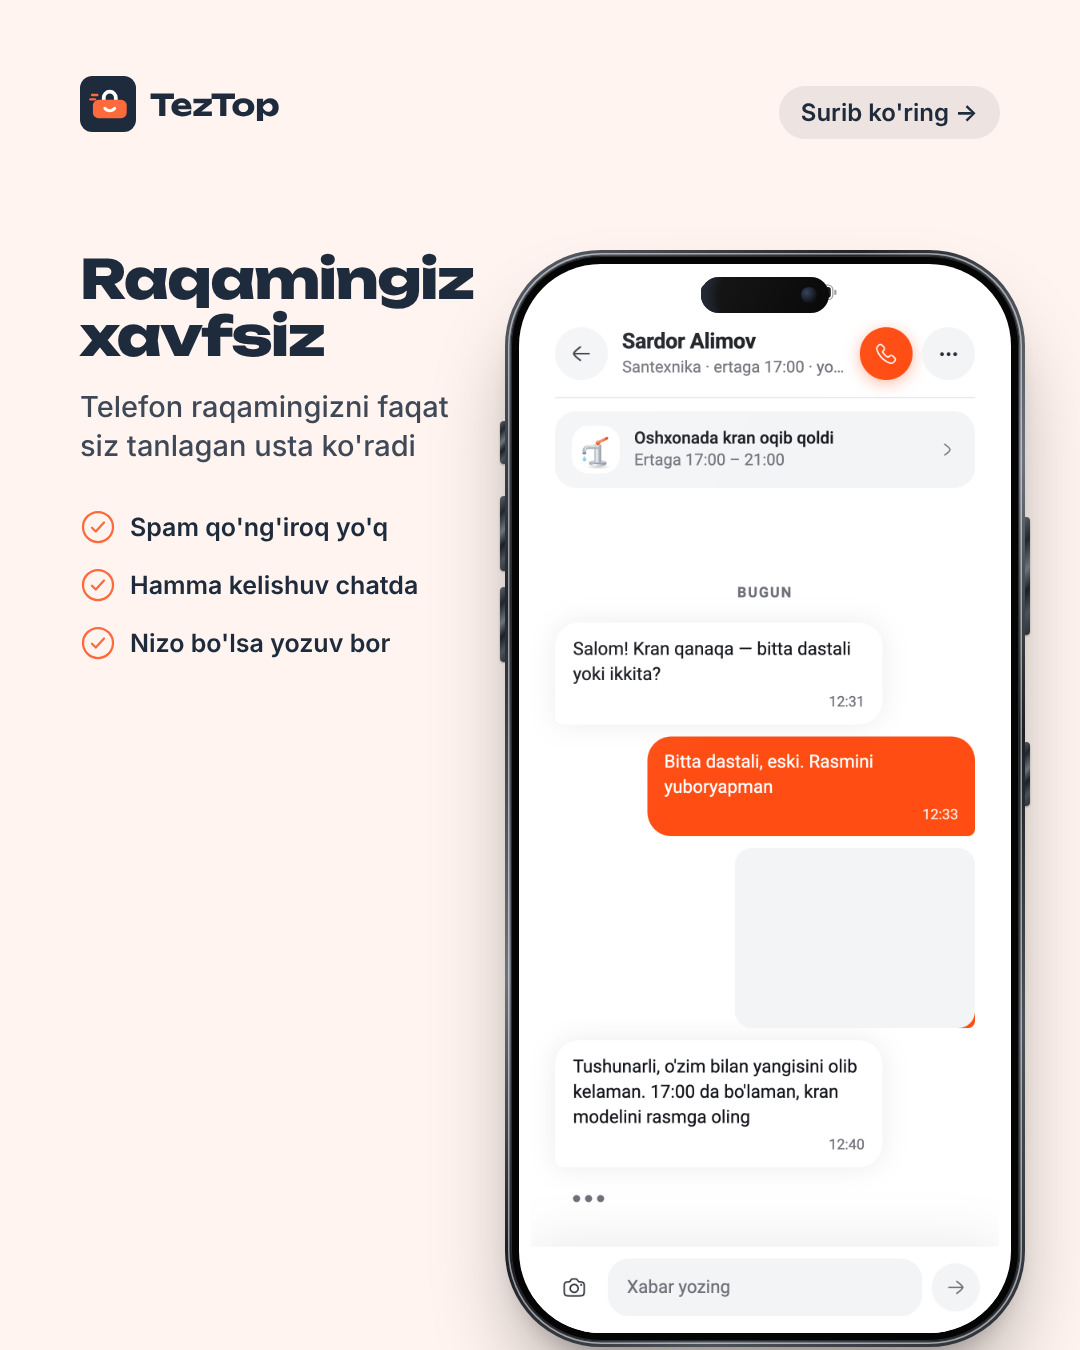 TezTop
Surib ko'ring →
Raqamingiz
xavfsiz
Telefon raqamingizni faqat
siz tanlagan usta ko'radi
Spam qo'ng'iroq yo'q
Hamma kelishuv chatda
Nizo bo'lsa yozuv bor
Sardor Alimov
Santexnika · ertaga 17:00 · yo...
Oshxonada kran oqib qoldi
Ertaga 17:00 – 21:00
BUGUN
Salom! Kran qanaqa — bitta dastali
yoki ikkita?
12:31
Bitta dastali, eski. Rasmini
yuboryapman
12:33
Tushunarli, o'zim bilan yangisini olib
kelaman. 17:00 da bo'laman, kran
modelini rasmga oling
12:40
Xabar yozing